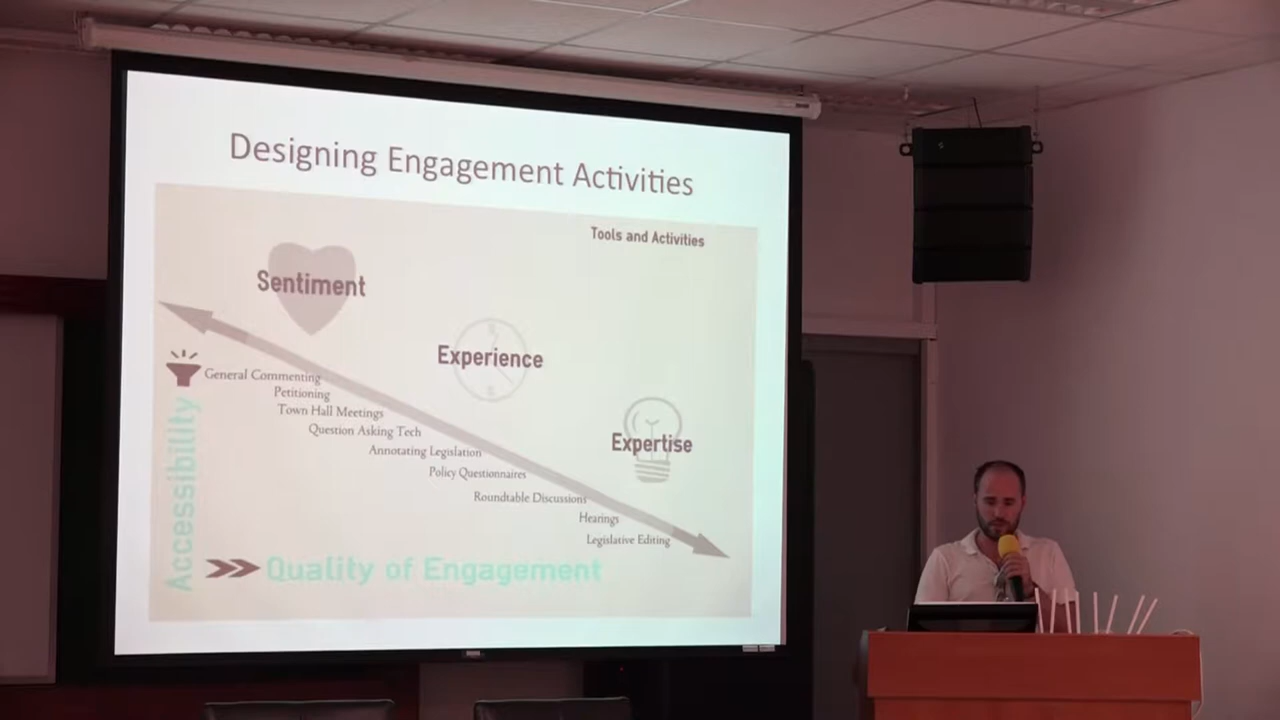 Designing Engagement Activities
Tools and Activities
Sentiment
Experience
Expertise
General Commenting
Petitioning
Town Hall Meetings
Question Asking Tech
Annotating Legislation
Policy Questionnaires
Roundtable Discussions
Hearings
Legislative Editing
Accessibility
Quality of Engagement